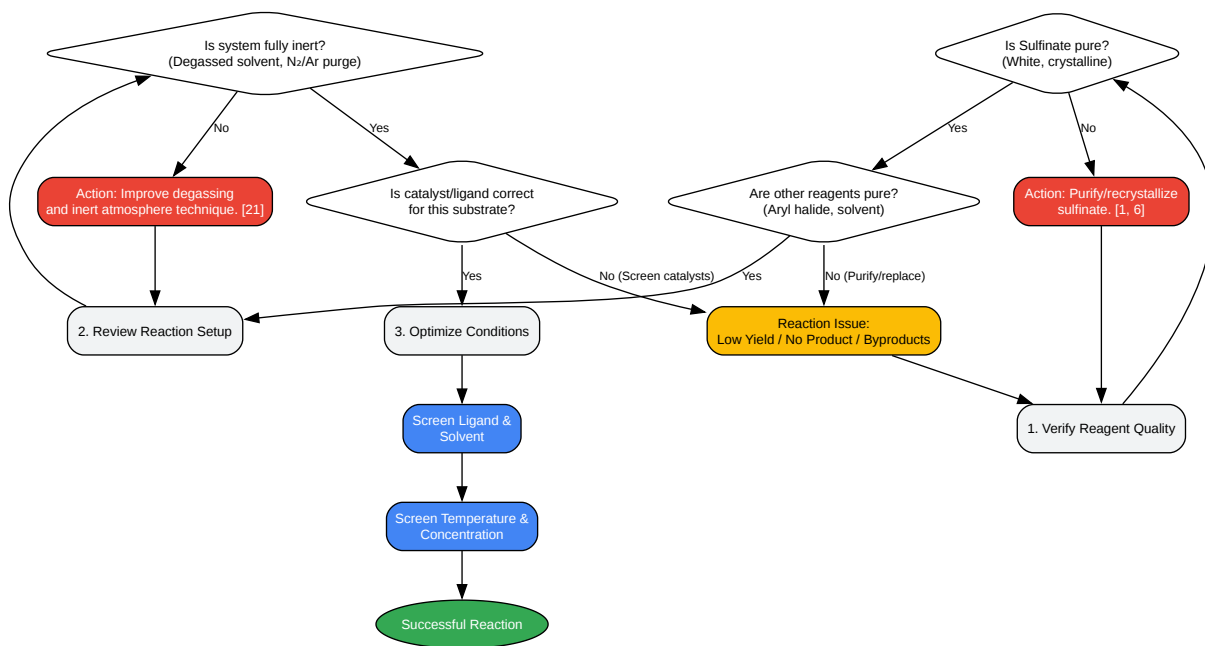 Is system fully inert?
(Degassed solvent, N₂/Ar purge)
Is Sulfinate pure?
(White, crystalline)
No
Yes
Yes
No
Action: Improve degassing
and inert atmosphere technique. [21]
Is catalyst/ligand correct
for this substrate?
Are other reagents pure?
(Aryl halide, solvent)
Action: Purify/recrystallize
sulfinate. [1, 6]
Yes
No (Screen catalysts)
Yes
No (Purify/replace)
2. Review Reaction Setup
3. Optimize Conditions
Reaction Issue:
Low Yield / No Product / Byproducts
Screen Ligand &
Solvent
1. Verify Reagent Quality
Screen Temperature &
Concentration
Successful Reaction